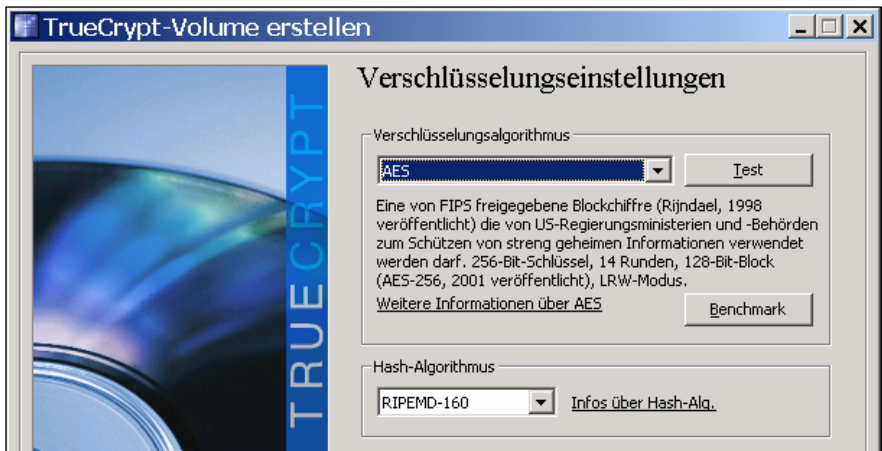 TrueCrypt-Volume erstellen
TRUECRYPT
Verschlüsselungseinstellungen
Verschlüsselungsalgorithmus
AES
Test
Eine von FIPS freigegebene Blockchiffre (Rijndael, 1998
veröffentlicht) die von US-Regierungsministerien und -Behörden
zum Schützen von streng geheimen Informationen verwendet
werden darf. 256-Bit-Schlüssel, 14 Runden, 128-Bit-Block
(AES-256, 2001 veröffentlicht), LRW-Modus.
Weitere Informationen über AES
Benchmark
Hash-Algorithmus
RIPEMD-160
Infos über Hash-Alg.